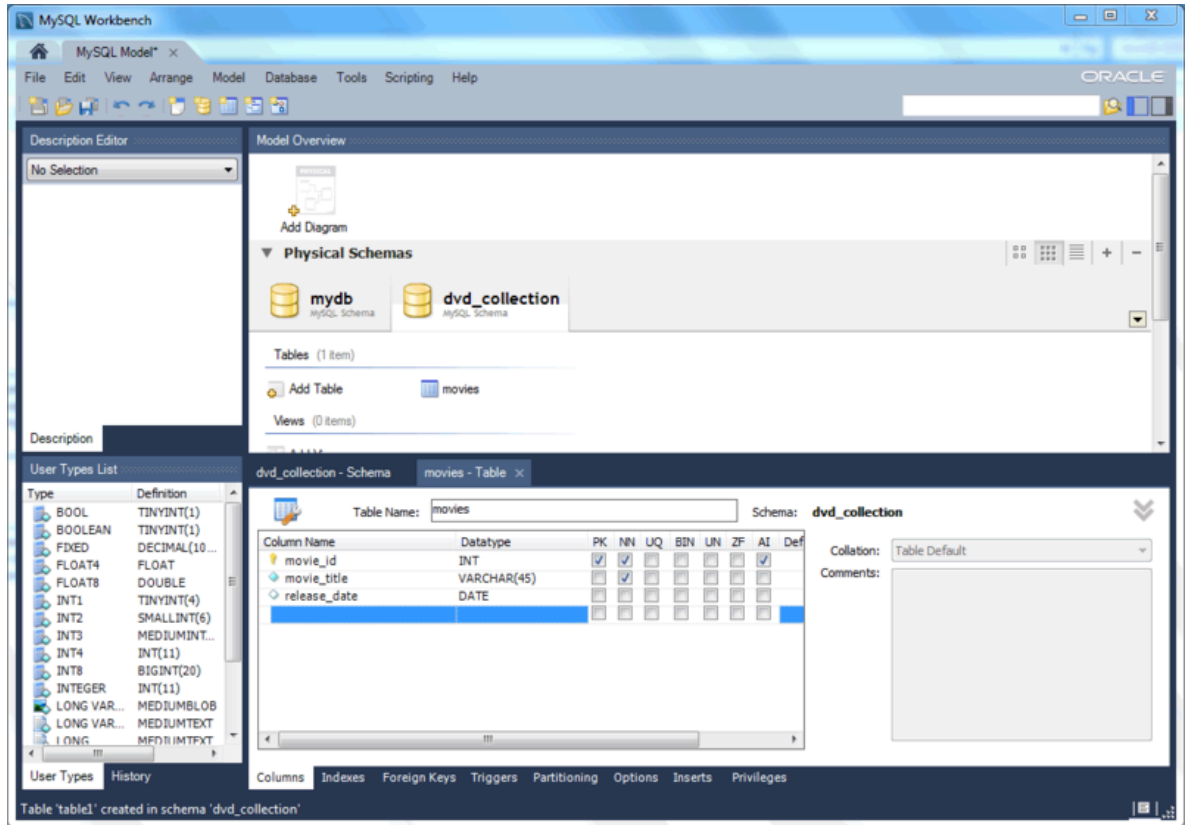 MySQL Workbench
MySQL Model* ×
File Edit View Arrange Model Database Tools Scripting Help
ORACLE
Description Editor
No Selection
Description
Model Overview
PHYSICAL
Add Diagram
Physical Schemas
mydb
MySQL Schema
dvd_collection
MySQL Schema
Tables (1 item)
Add Table
movies
Views (0 items)
User Types List
Type Definition
BOOL TINYINT(1)
BOOLEAN TINYINT(1)
FIXED DECIMAL(10...
FLOAT4 FLOAT
FLOAT8 DOUBLE
INT1 TINYINT(4)
INT2 SMALLINT(6)
INT3 MEDIUMINT...
INT4 INT(11)
INT8 BIGINT(20)
INTEGER INT(11)
LONG VAR... MEDIUMBLOB
LONG VAR... MEDIUMTEXT
LONG MEDIUMTEXT
User Types History
dvd_collection - Schema movies - Table ×
Table Name: movies Schema: dvd_collection
Column Name Datatype PK NN UQ BIN UN ZF AI Def
movie_id INT
movie_title VARCHAR(45)
release_date DATE
Collation: Table Default
Comments:
Columns Indexes Foreign Keys Triggers Partitioning Options Inserts Privileges
Table 'table1' created in schema 'dvd_collection'